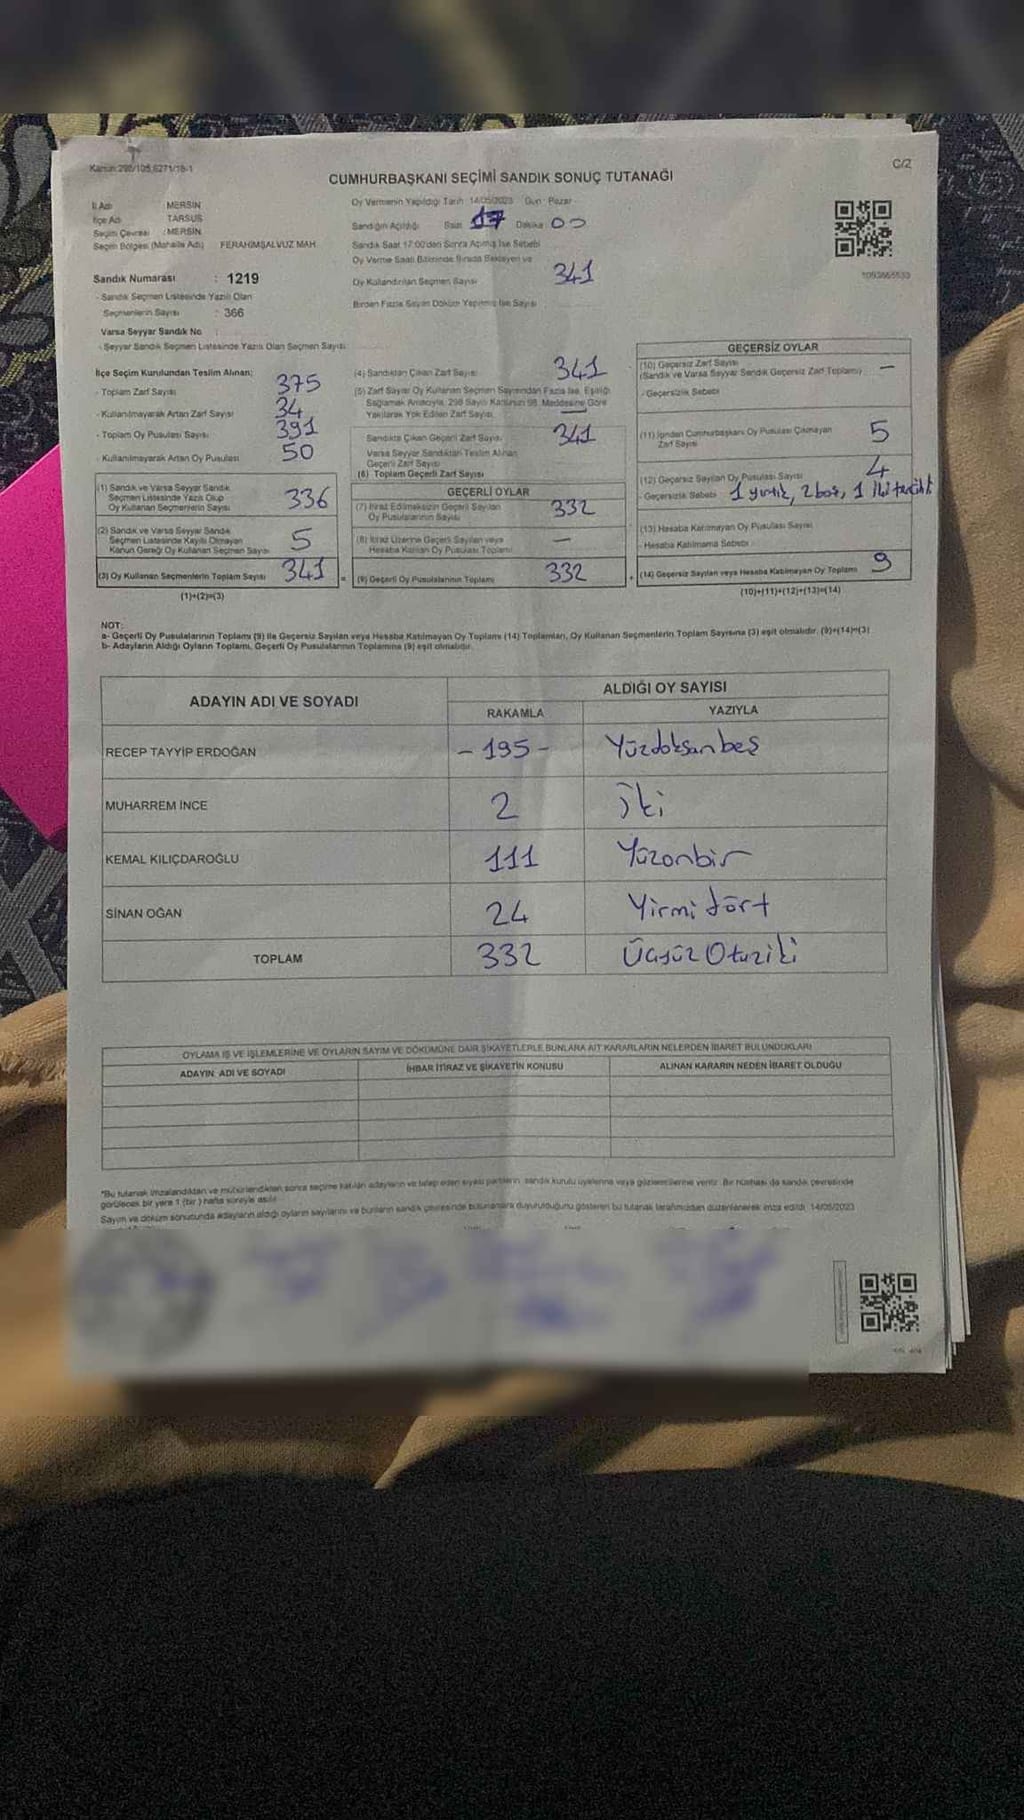 Kanun:298/105,6271/18-1
C/2
CUMHURBAŞKANI SEÇİMİ SANDIK SONUÇ TUTANAĞI
İl Adı : MERSİN
İlçe Adı : TARSUS
Seçim Çevresi : MERSİN
Seçim Bölgesi (Mahalle Adı) : FERAHİMŞALVUZ MAH
Sandık Numarası : 1219
- Sandık Seçmen Listesinde Yazılı Olan
Seçmenlerin Sayısı : 366
Varsa Seyyar Sandık No :
- Seyyar Sandık Seçmen Listesinde Yazılı Olan Seçmen Sayısı
Oy Vermenin Yapıldığı Tarih 14/05/2023 Gün : Pazar
Sandığın Açıldığı Saat 17 Dakika 00
Sandık Saat 17:00'den Sonra Açılmış İse Sebebi
Oy Verme Saati Bitiminde Sırada Bekleyen ve
Oy Kullandırılan Seçmen Sayısı 341
Birden Fazla Sayım Döküm Yapılmış İse Sayısı
İlçe Seçim Kurulundan Teslim Alınan:
- Toplam Zarf Sayısı 375
- Kullanılmayarak Artan Zarf Sayısı 34
- Toplam Oy Pusulası Sayısı 391
- Kullanılmayarak Artan Oy Pusulası 50
(1) Sandık ve Varsa Seyyar Sandık
Seçmen Listesinde Yazılı Olup
Oy Kullanan Seçmenlerin Sayısı 336
(2) Sandık ve Varsa Seyyar Sandık
Seçmen Listesinde Kayıtlı Olmayan
Kanun Gereği Oy Kullanan Seçmen Sayısı 5
(3) Oy Kullanan Seçmenlerin Toplam Sayısı 341
(1)+(2)=(3)
(4) Sandıktan Çıkan Zarf Sayısı 341
(5) Zarf Sayısı Oy Kullanan Seçmen Sayısından Fazla İse, Eşitliği
Sağlamak Amacıyla, 298 Sayılı Kanunun 98. Maddesine Göre
Yakılarak Yok Edilen Zarf Sayısı —
Sandıkta Çıkan Geçerli Zarf Sayısı 341
Varsa Seyyar Sandıktan Teslim Alınan
Geçerli Zarf Sayısı
(6) Toplam Geçerli Zarf Sayısı
GEÇERLİ OYLAR
(7) İtiraz Edilmeksizin Geçerli Sayılan
Oy Pusulalarının Sayısı 332
(8) İtiraz Üzerine Geçerli Sayılan veya
Hesaba Katılan Oy Pusulası Toplamı —
= (9) Geçerli Oy Pusulalarının Toplamı 332
GEÇERSİZ OYLAR
(10) Geçersiz Zarf Sayısı
(Sandık ve Varsa Seyyar Sandık Geçersiz Zarf Toplamı) —
- Geçersizlik Sebebi
(11) İçinden Cumhurbaşkanı Oy Pusulası Çıkmayan
Zarf Sayısı 5
(12) Geçersiz Sayılan Oy Pusulası Sayısı 4
- Geçersizlik Sebebi 1 yırtık, 2 boş, 1 iki tercihli
(13) Hesaba Katılmayan Oy Pusulası Sayısı
- Hesaba Katılmama Sebebi
+ (14) Geçersiz Sayılan veya Hesaba Katılmayan Oy Toplamı 9
(10)+(11)+(12)+(13)=(14)
NOT:
a- Geçerli Oy Pusulalarının Toplamı (9) ile Geçersiz Sayılan veya Hesaba Katılmayan Oy Toplamı (14) Toplamları, Oy Kullanan Seçmenlerin Toplam Sayısına (3) eşit olmalıdır. (9)+(14)=(3)
b- Adayların Aldığı Oyların Toplamı, Geçerli Oy Pusulalarının Toplamına (9) eşit olmalıdır.
ADAYIN ADI VE SOYADI ALDIĞI OY SAYISI
RAKAMLA YAZIYLA
RECEP TAYYİP ERDOĞAN - 195 - Yüzdoksanbeş
MUHARREM İNCE 2 İki
KEMAL KILIÇDAROĞLU 111 Yüzonbir
SİNAN OĞAN 24 Yirmi dört
TOPLAM 332 Üçyüz Otuziki
OYLAMA İŞ VE İŞLEMLERİNE VE OYLARIN SAYIM VE DÖKÜMÜNE DAİR ŞİKAYETLERLE BUNLARA AİT KARARLARIN NELERDEN İBARET BULUNDUKLARI
ADAYIN ADI VE SOYADI İHBAR İTİRAZ VE ŞİKAYETİN KONUSU ALINAN KARARIN NEDEN İBARET OLDUĞU
*Bu tutanak imzalandıktan ve mühürlendikten sonra seçime katılan adayların ve talep eden siyasi partilerin sandık kurulu üyelerine veya gözlemcilerine verilir. Bir nüshası da sandık çevresinde
görülecek bir yere 1 (bir) hafta süreyle asılır.
Sayım ve döküm sonucunda adayların aldığı oyların sayılarını ve bunların sandık çevresinde bulunanlara duyurulduğunu gösteren bu tutanak tarafımızdan düzenlenerek imza edildi. 14/05/2023